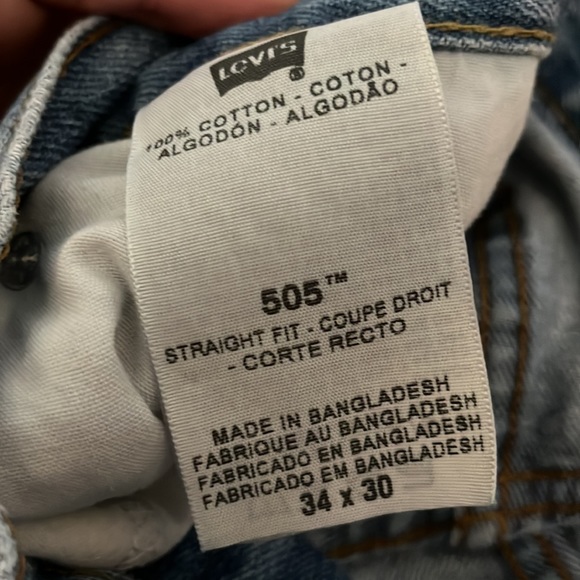 LEVI'S ®
100% COTTON - COTON -
ALGODÓN - ALGODÃO
505™
STRAIGHT FIT - COUPE DROIT
- CORTE RECTO
MADE IN BANGLADESH
FABRIQUE AU BANGLADESH
FABRICADO EN BANGLADESH
FABRICADO EM BANGLADESH
34 x 30